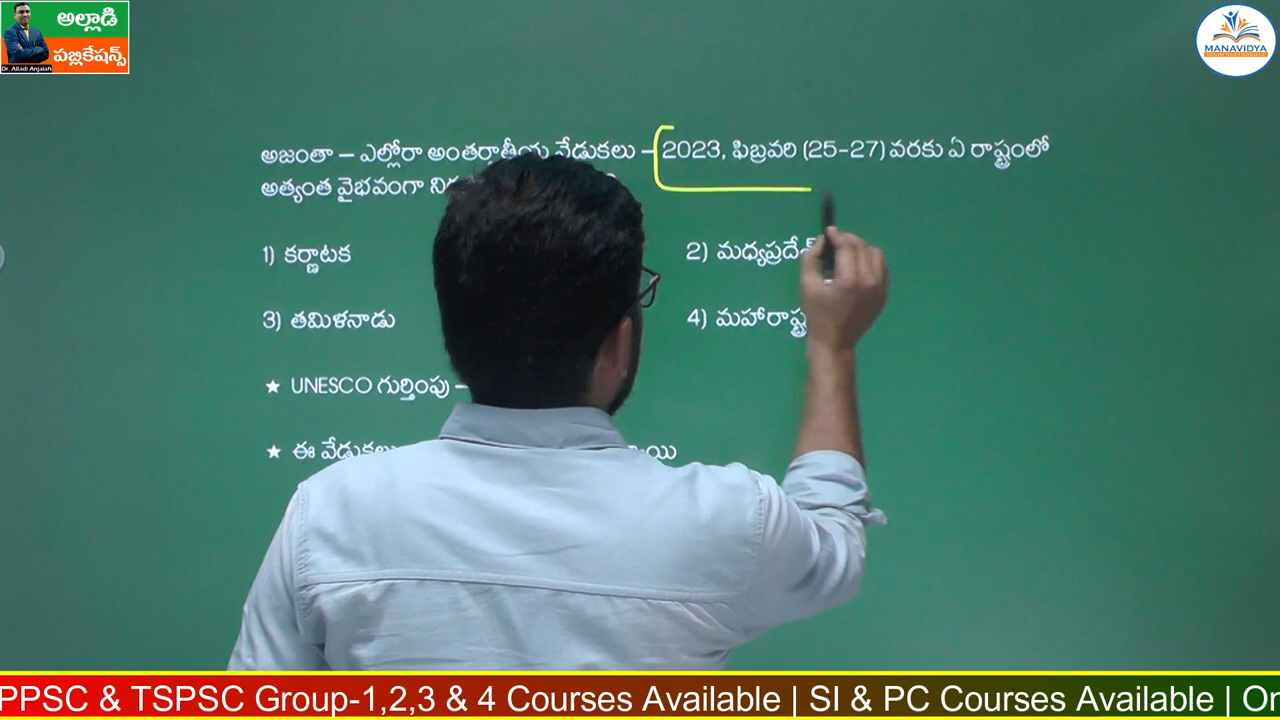 అల్లాడి
పబ్లికేషన్స్
Dr. Alladi Anjaiah
MANAVIDYA
అజంతా – ఎల్లోరా అంతర్జాతీయ వేడుకలు – 2023, ఫిబ్రవరి (25-27) వరకు ఏ రాష్ట్రంలో
అత్యంత వైభవంగా
1) కర్ణాటక
2) మధ్యప్రదేశ్
3) తమిళనాడు
4) మహారాష్ట్ర
★ UNESCO గుర్తింపు –
★ ఈ వేడుకలు
PPSC & TSPSC Group-1,2,3 & 4 Courses Available | SI & PC Courses Available | On